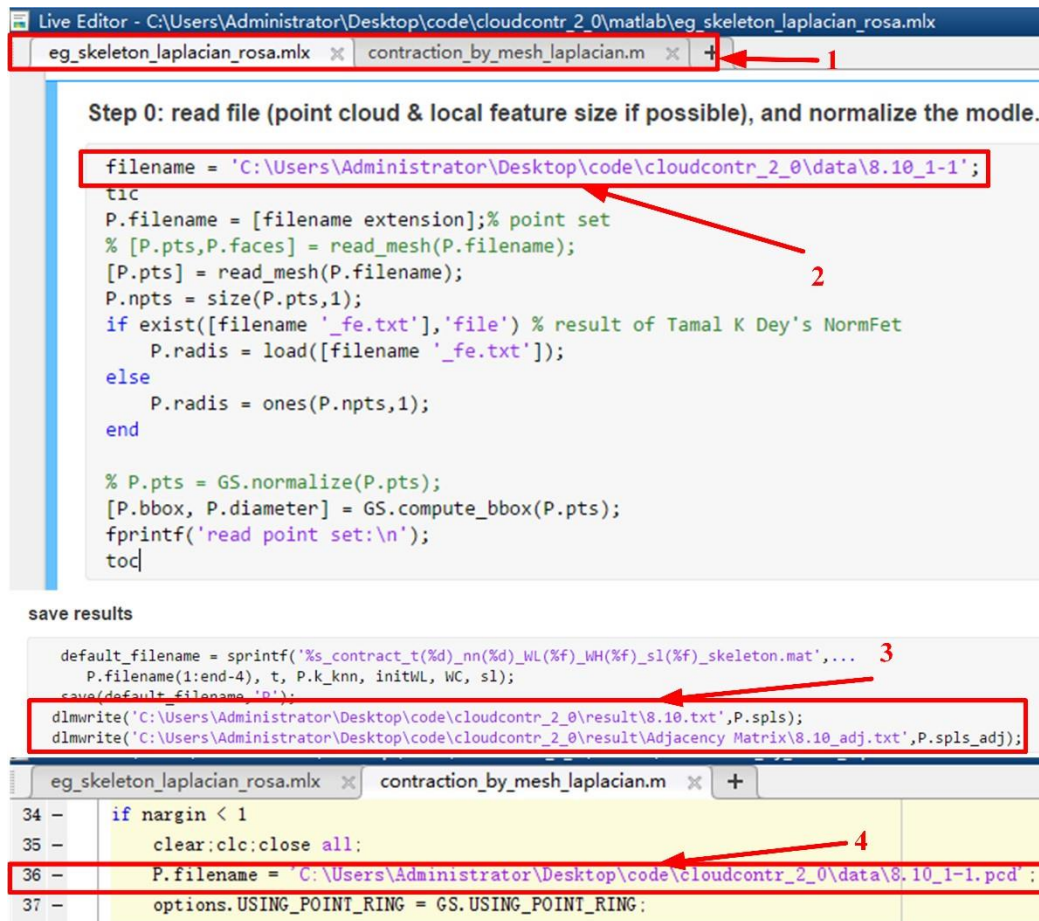 Live Editor - C:\Users\Administrator\Desktop\code\cloudcontr_2_0\matlab\eg_skeleton_laplacian_rosa.mlx
eg_skeleton_laplacian_rosa.mlx × contraction_by_mesh_laplacian.m × + 1
Step 0: read file (point cloud & local feature size if possible), and normalize the modle.
filename = 'C:\Users\Administrator\Desktop\code\cloudcontr_2_0\data\8.10_1-1';
tic
P.filename = [filename extension];% point set
% [P.pts,P.faces] = read_mesh(P.filename);
[P.pts] = read_mesh(P.filename);
2
P.npts = size(P.pts,1);
if exist([filename '_fe.txt'],'file') % result of Tamal K Dey's NormFet
P.radis = load([filename '_fe.txt']);
else
P.radis = ones(P.npts,1);
end
% P.pts = GS.normalize(P.pts);
[P.bbox, P.diameter] = GS.compute_bbox(P.pts);
fprintf('read point set:\n');
toc
save results
default_filename = sprintf('%s_contract_t(%d)_nn(%d)_WL(%f)_WH(%f)_sl(%f)_skeleton.mat',... 3
P.filename(1:end-4), t, P.k_knn, initWL, WC, sl);
save(default_filename,'P');
dlmwrite('C:\Users\Administrator\Desktop\code\cloudcontr_2_0\result\8.10.txt',P.spls);
dlmwrite('C:\Users\Administrator\Desktop\code\cloudcontr_2_0\result\Adjacency Matrix\8.10_adj.txt',P.spls_adj);
eg_skeleton_laplacian_rosa.mlx × contraction_by_mesh_laplacian.m × +
34 - if nargin < 1
35 - clear;clc;close all; 4
36 - P.filename = 'C:\Users\Administrator\Desktop\code\cloudcontr_2_0\data\8.10_1-1.pcd';
37 - options.USING_POINT_RING = GS.USING_POINT_RING;